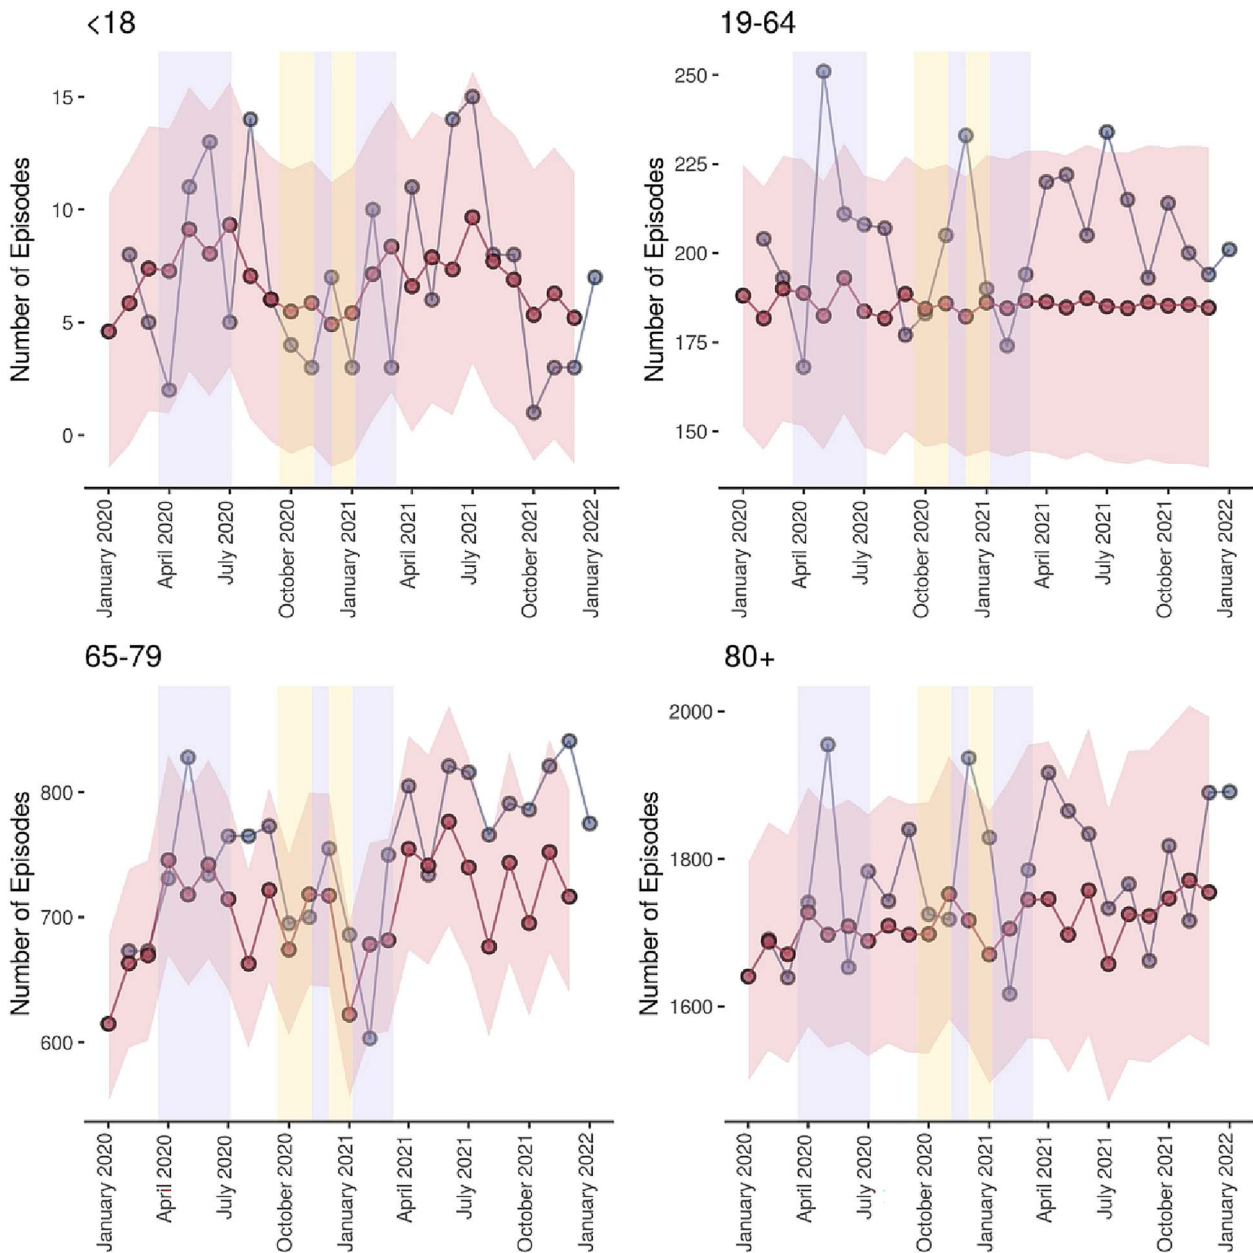 <18
Number of Episodes
15
10
5
0
January 2020
April 2020
July 2020
October 2020
January 2021
April 2021
July 2021
October 2021
January 2022
19-64
Number of Episodes
250
225
200
175
150
January 2020
April 2020
July 2020
October 2020
January 2021
April 2021
July 2021
October 2021
January 2022
65-79
Number of Episodes
800
700
600
January 2020
April 2020
July 2020
October 2020
January 2021
April 2021
July 2021
October 2021
January 2022
80+
Number of Episodes
2000
1800
1600
January 2020
April 2020
July 2020
October 2020
January 2021
April 2021
July 2021
October 2021
January 2022